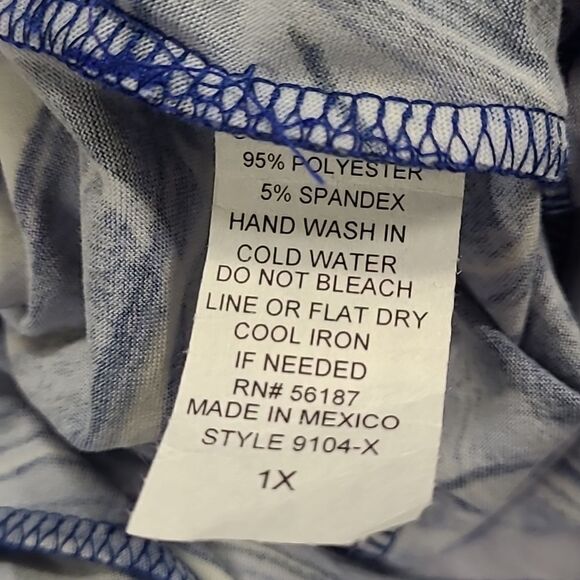 95% POLYESTER
5% SPANDEX
HAND WASH IN
COLD WATER
DO NOT BLEACH
LINE OR FLAT DRY
COOL IRON
IF NEEDED
RN# 56187
MADE IN MEXICO
STYLE 9104-X
1X